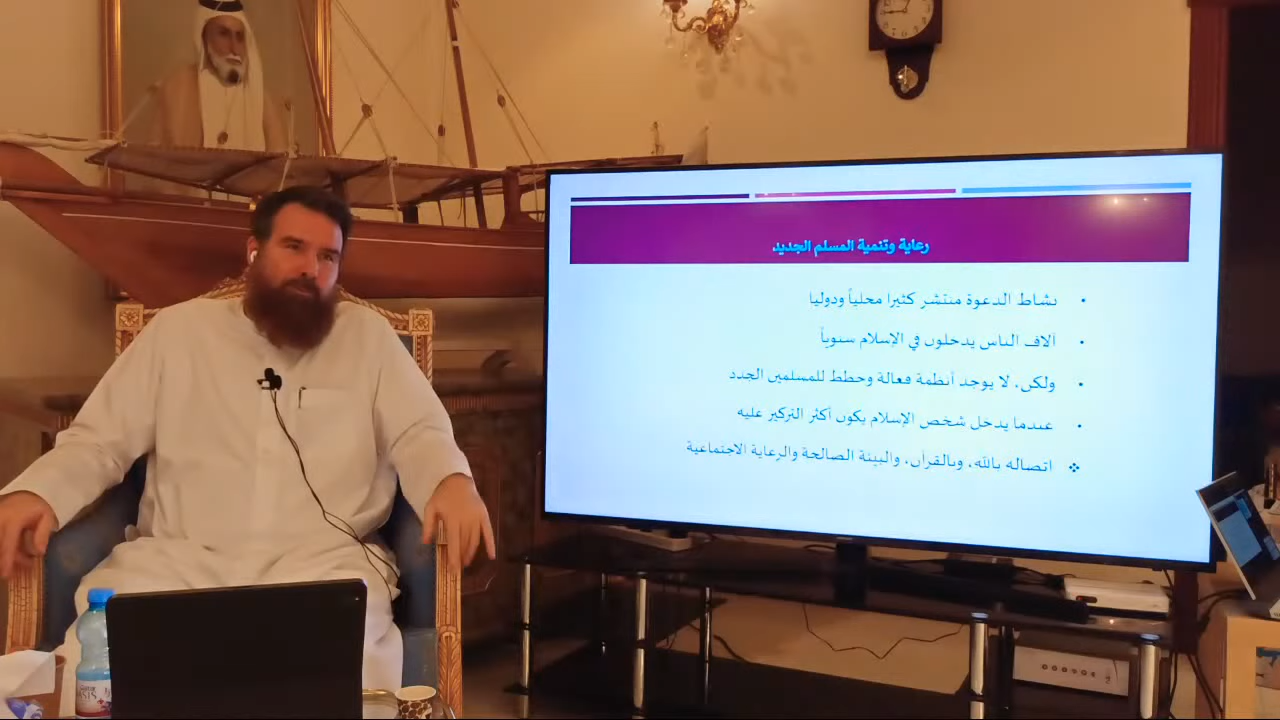 رعاية وتنمية المسلم الجديد
• نشاط الدعوة منتشر كثيرا محلياً ودوليا
• آلاف الناس يدخلون في الإسلام سنوياً
• ولكن، لا يوجد أنظمة فعالة وخطط للمسلمين الجدد
• عندما يدخل شخص الإسلام يكون أكثر التركيز عليه
❖ اتصاله بالله، وبالقرآن، والبيئة الصالحة والرعاية الاجتماعية